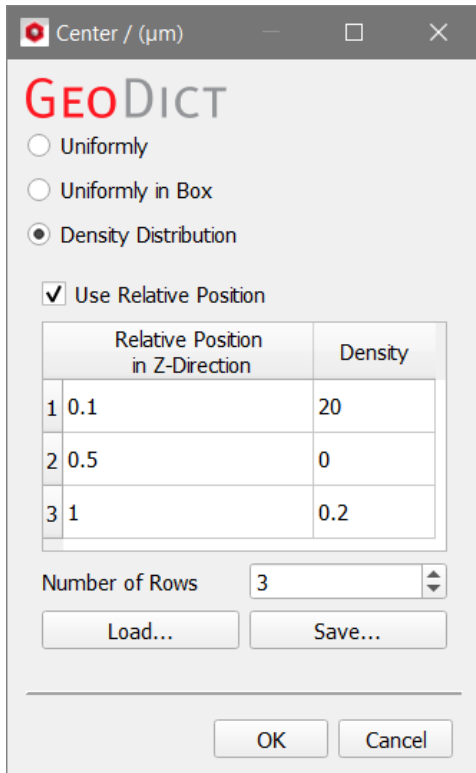 Center / (µm)
GEODICT
Uniformly
Uniformly in Box
Density Distribution
Use Relative Position
Relative Position
in Z-Direction
Density
1 0.1 20
2 0.5 0
3 1 0.2
Number of Rows 3
Load... Save...
OK Cancel